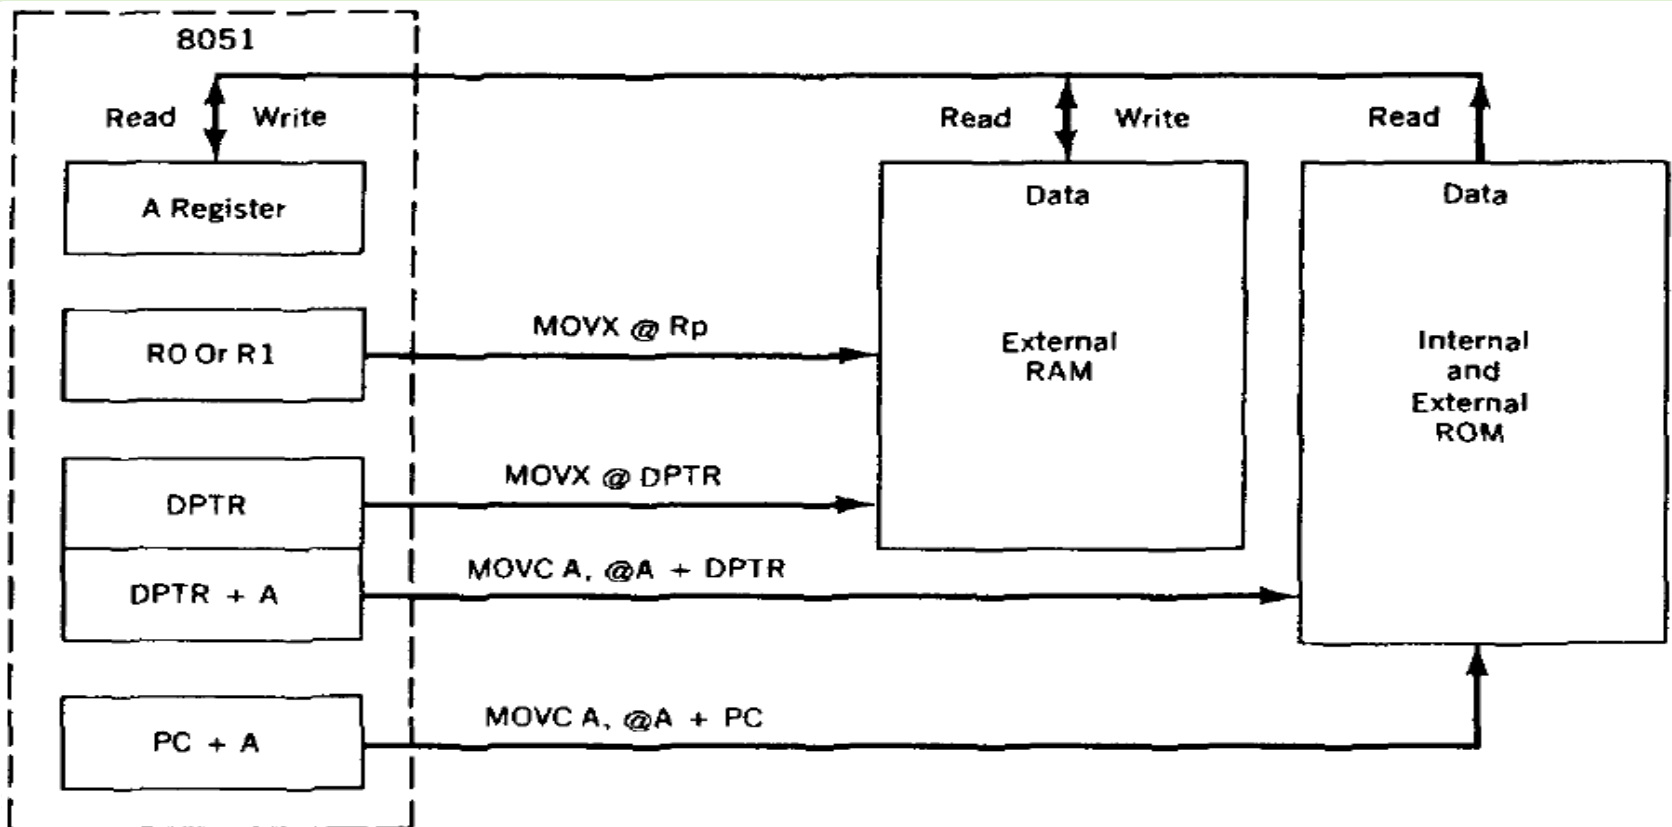 8051
Read Write
Read Write
Read
A Register
Data
Data
R0 Or R1
MOVX @ Rp
External
RAM
Internal
and
External
ROM
DPTR
MOVX @ DPTR
DPTR + A
MOVC A, @A + DPTR
PC + A
MOVC A, @A + PC